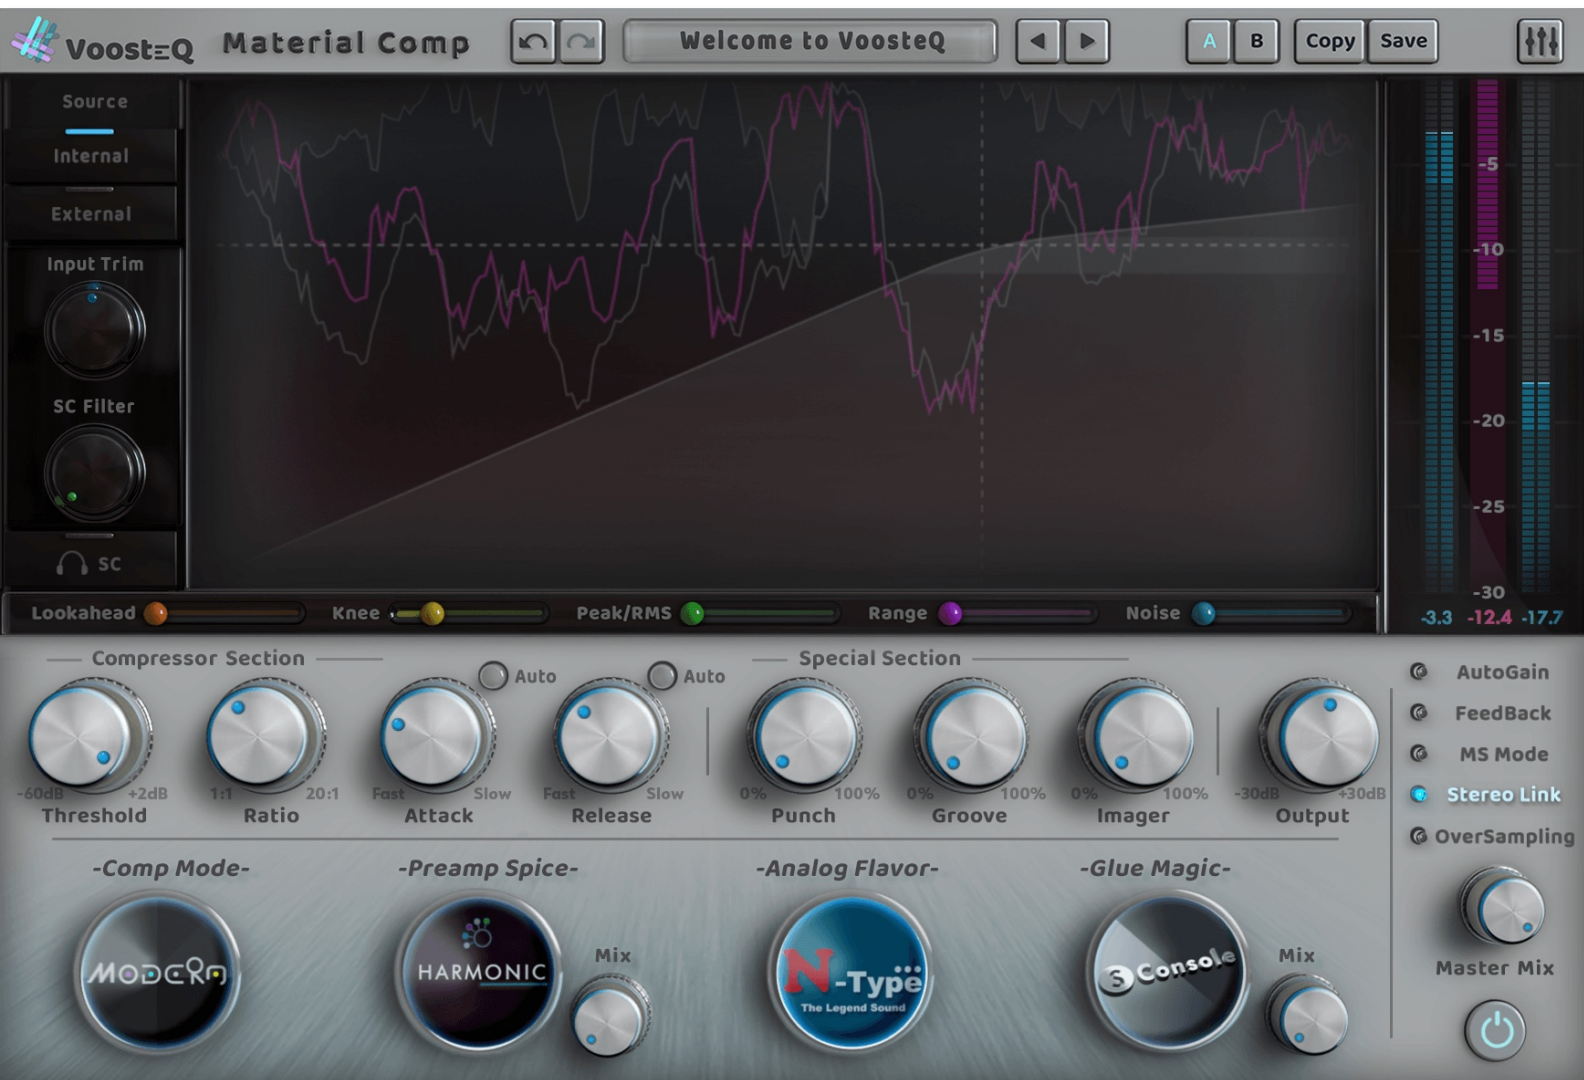 VoosteQ Material Comp Welcome to VoosteQ A B Copy Save
Source
Internal
External
Input Trim
SC Filter
SC
-5
-10
-15
-20
-25
-30
-3.3 -12.4 -17.7
Lookahead Knee Peak/RMS Range Noise
Compressor Section Special Section
Auto Auto
-60dB +2dB 1:1 20:1 Fast Slow Fast Slow 0% 100% 0% 100% 0% 100% -30dB +30dB
Threshold Ratio Attack Release Punch Groove Imager Output
AutoGain
FeedBack
MS Mode
Stereo Link
OverSampling
Master Mix
-Comp Mode- -Preamp Spice- -Analog Flavor- -Glue Magic-
MODERN
HARMONIC
Mix
N-Type
The Legend Sound
S Console
Mix